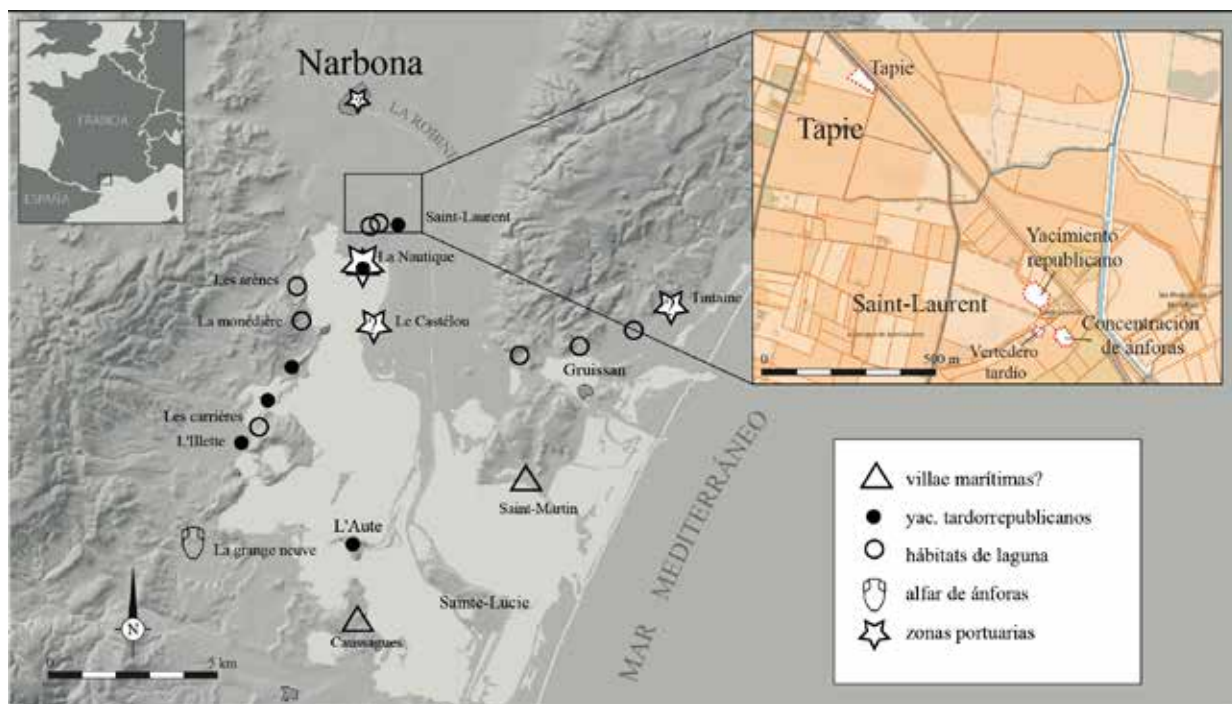 FRANCIA
ESPAÑA
Narbona
LA ROBINE
Saint-Laurent
La Nautique
Les arènes
La monédière
Le Castélou
Tintaine
Gruissan
Les carrières
L'Illette
Saint-Martin
L'Aute
La grange neuve
Sainte-Lucie
Caussagues
MAR MEDITERRÁNEO
N
0
5 km
Tapie
Tapie
Yacimiento
republicano
Saint-Laurent
Concentración
de ánforas
Vertedero
tardío
0
500 m
villae marítimas?
yac. tardorrepublicanos
hábitats de laguna
alfar de ánforas
zonas portuarias